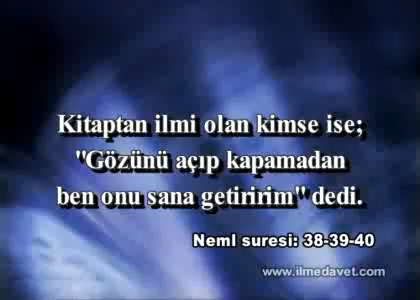 Kitaptan ilmi olan kimse ise;
"Gözünü açıp kapamadan
ben onu sana getiririm" dedi.
Neml suresi: 38-39-40
www.ilmedavet.com